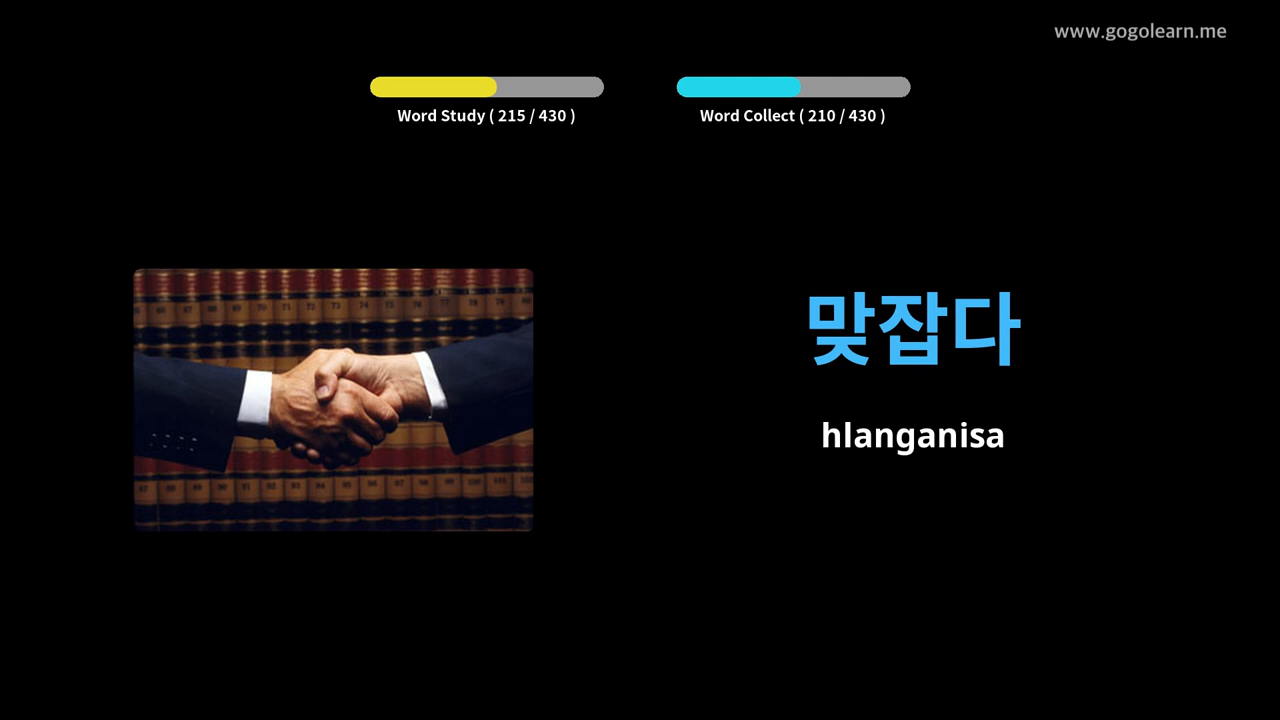 www.gogolearn.me
Word Study ( 215 / 430 )
Word Collect ( 210 / 430 )
맞잡다
hlanganisa